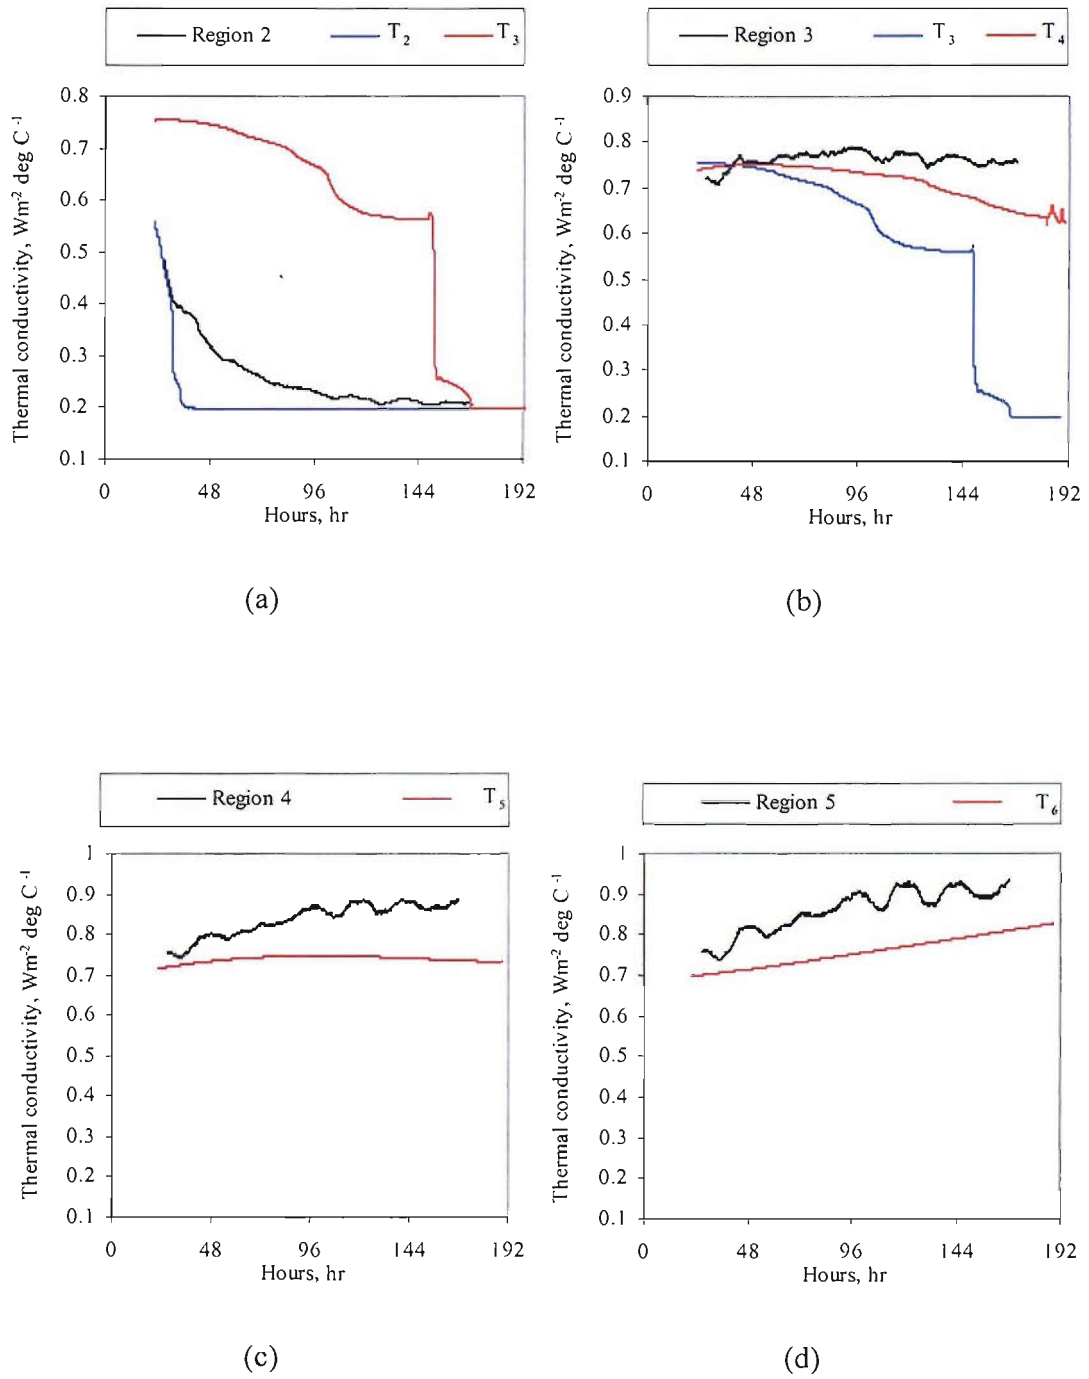 Region 2 T₂ T₃
Thermal conductivity, Wm⁻² deg C ⁻¹
0.8
0.7
0.6
0.5
0.4
0.3
0.2
0.1
0 48 96 144 192
Hours, hr
(a)
Region 3 T₃ T₄
Thermal conductivity, Wm⁻² deg C ⁻¹
0.9
0.8
0.7
0.6
0.5
0.4
0.3
0.2
0.1
0 48 96 144 192
Hours, hr
(b)
Region 4 T₅
Thermal conductivity, Wm⁻² deg C ⁻¹
1
0.9
0.8
0.7
0.6
0.5
0.4
0.3
0.2
0.1
0 48 96 144 192
Hours, hr
(c)
Region 5 T₆
Thermal conductivity, Wm⁻² deg C ⁻¹
1
0.9
0.8
0.7
0.6
0.5
0.4
0.3
0.2
0.1
0 48 96 144 192
Hours, hr
(d)